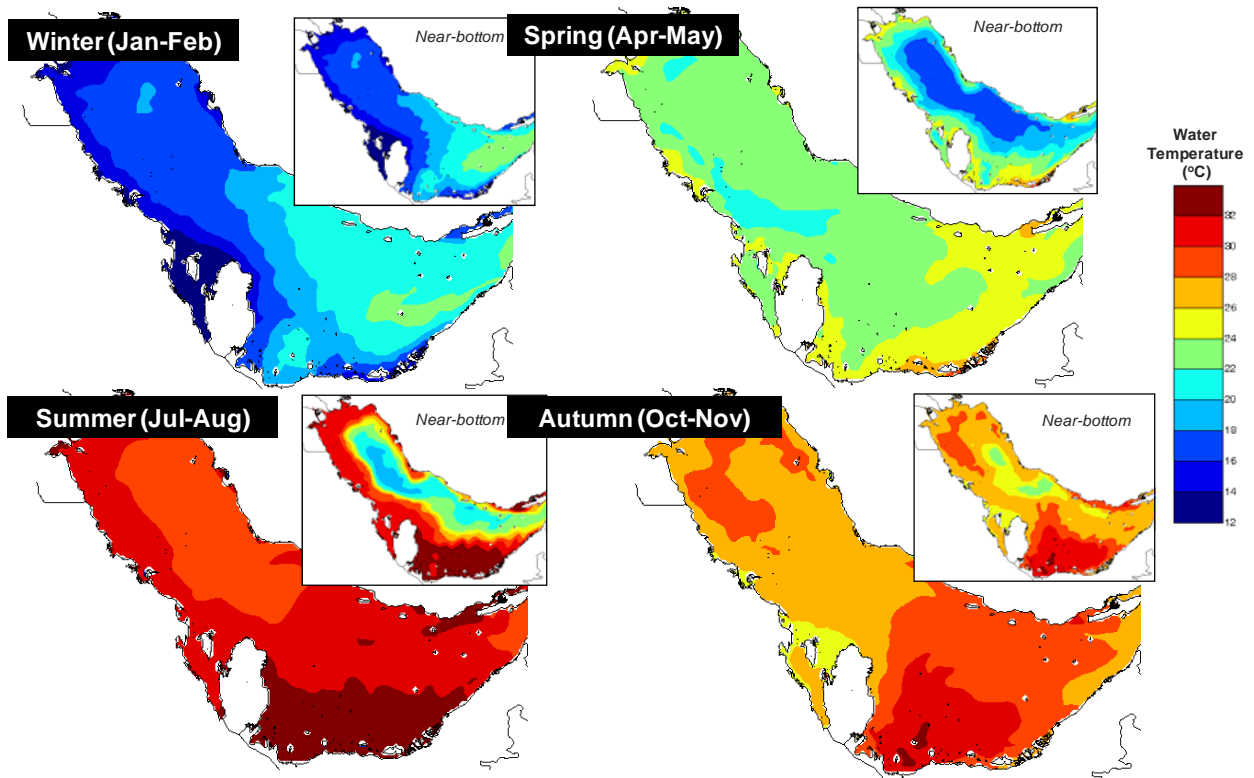 Winter (Jan-Feb)
Near-bottom
Spring (Apr-May)
Near-bottom
Water
Temperature
(ºC)
32
30
28
26
24
22
20
18
16
14
12
Summer (Jul-Aug)
Near-bottom
Autumn (Oct-Nov)
Near-bottom